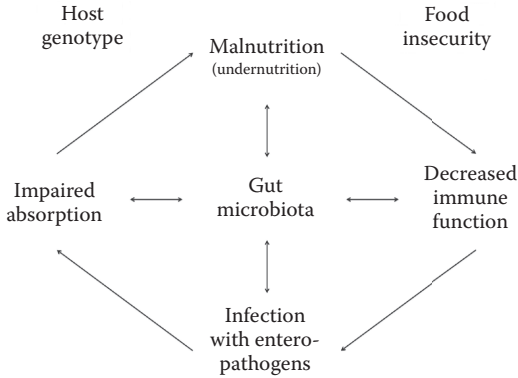 Host
genotype
Food
insecurity
Malnutrition
(undernutrition)
Impaired
absorption
Gut
microbiota
Decreased
immune
function
Infection
with entero-
pathogens